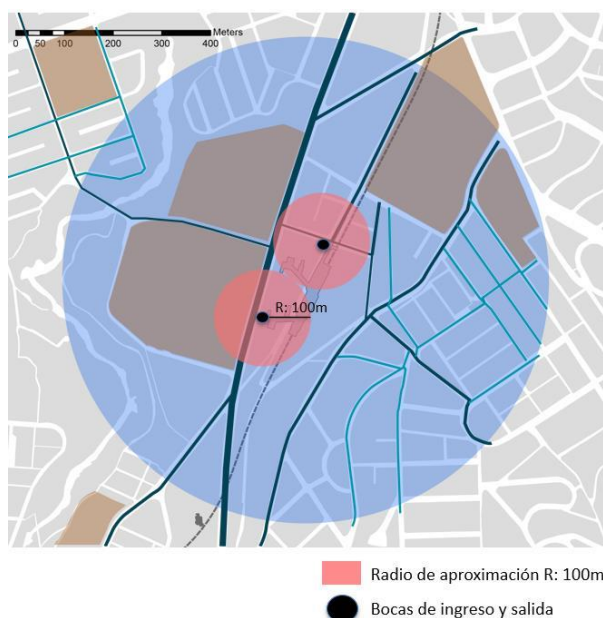 Meters
0 50 100 200 300 400
R: 100m
Radio de aproximación R: 100m
Bocas de ingreso y salida